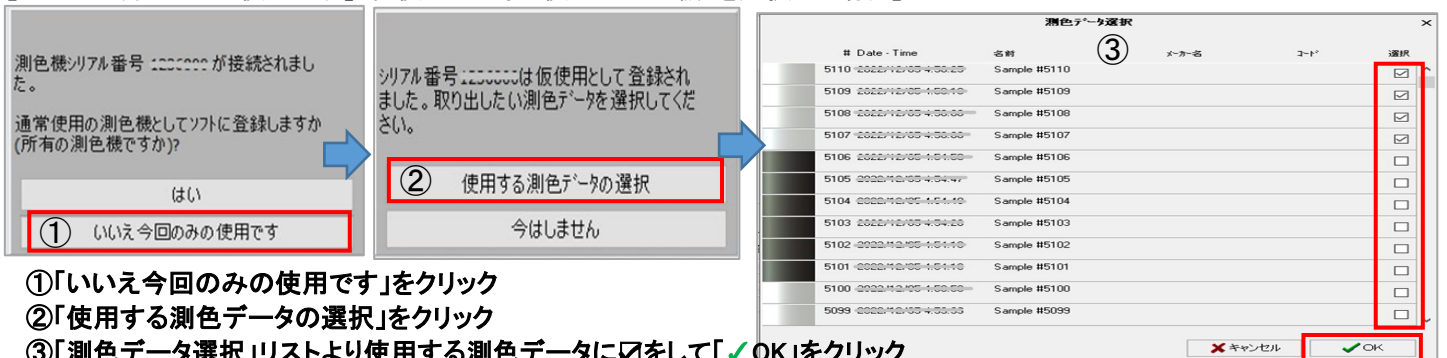 測色機シリアル番号 が接続されまし
た。
通常使用の測色機としてソフトに登録しますか
(所有の測色機ですか)?
はい
① いいえ今回のみの使用です
シリアル番号 は仮使用として登録され
ました。取り出したい測色データを選択してくだ
さい。
② 使用する測色データの選択
今はしません
測色データ選択 ×
③
# Date - Time 名前 メーカー名 コード 選択
5110 Sample #5110
5109 Sample #5109
5108 Sample #5108
5107 Sample #5107
5106 Sample #5106
5105 Sample #5105
5104 Sample #5104
5103 Sample #5103
5102 Sample #5102
5101 Sample #5101
5100 Sample #5100
5099 Sample #5099
✖キャンセル ✓OK
①「いいえ今回のみの使用です」をクリック
②「使用する測色データの選択」をクリック
③「測色データ選択」リストより使用する測色データに☑をして「✓OK」をクリック